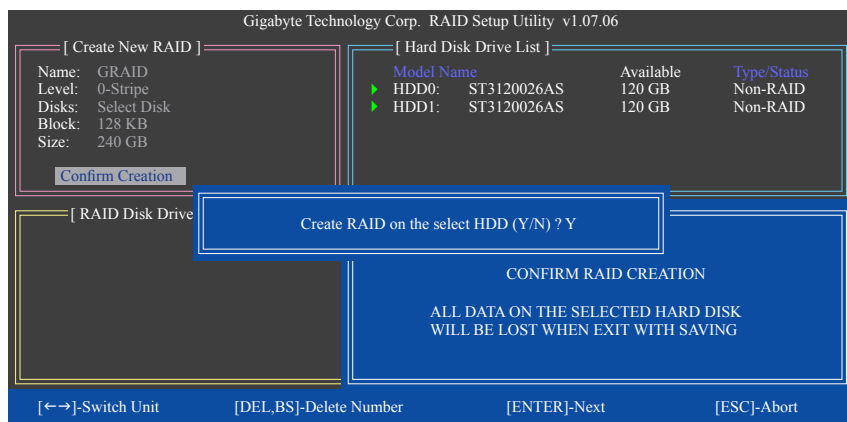 Gigabyte Technology Corp. RAID Setup Utility v1.07.06
[ Create New RAID ]
Name: GRAID
Level: 0-Stripe
Disks: Select Disk
Block: 128 KB
Size: 240 GB
Confirm Creation
[ Hard Disk Drive List ]
Model Name Available Type/Status
HDD0: ST3120026AS 120 GB Non-RAID
HDD1: ST3120026AS 120 GB Non-RAID
[ RAID Disk Drive
Create RAID on the select HDD (Y/N) ? Y
CONFIRM RAID CREATION
ALL DATA ON THE SELECTED HARD DISK
WILL BE LOST WHEN EXIT WITH SAVING
[←→]-Switch Unit [DEL,BS]-Delete Number [ENTER]-Next [ESC]-Abort